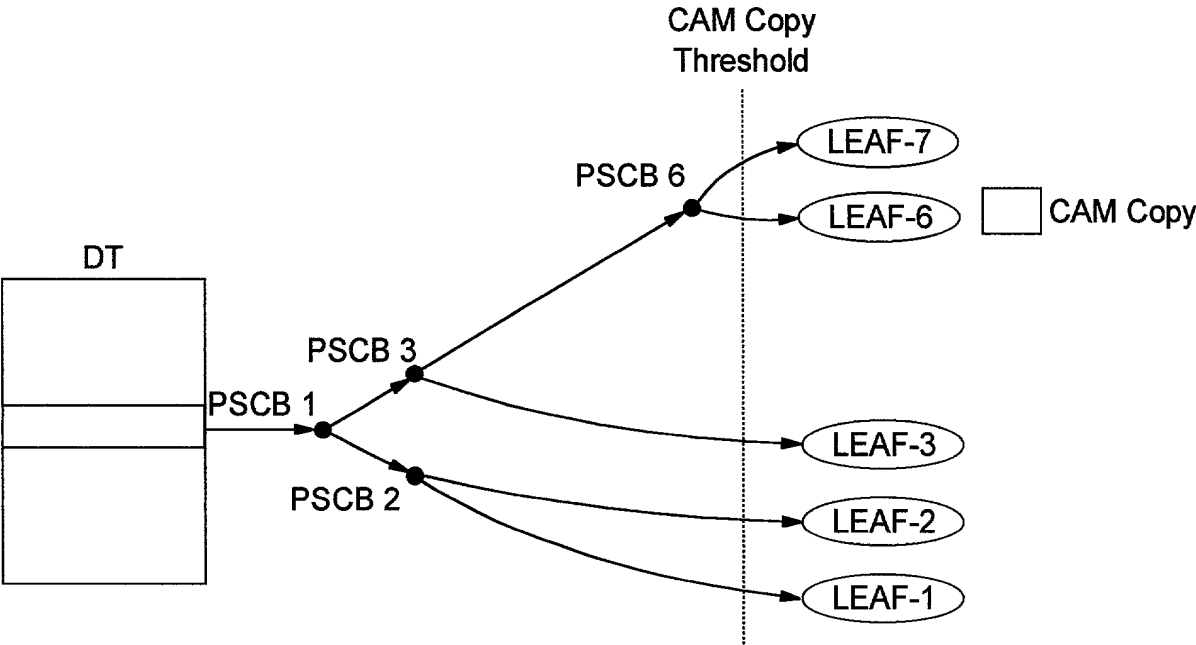 CAM Copy
Threshold
LEAF-7
PSCB 6
LEAF-6
CAM Copy
DT
PSCB 3
PSCB 1
LEAF-3
PSCB 2
LEAF-2
LEAF-1